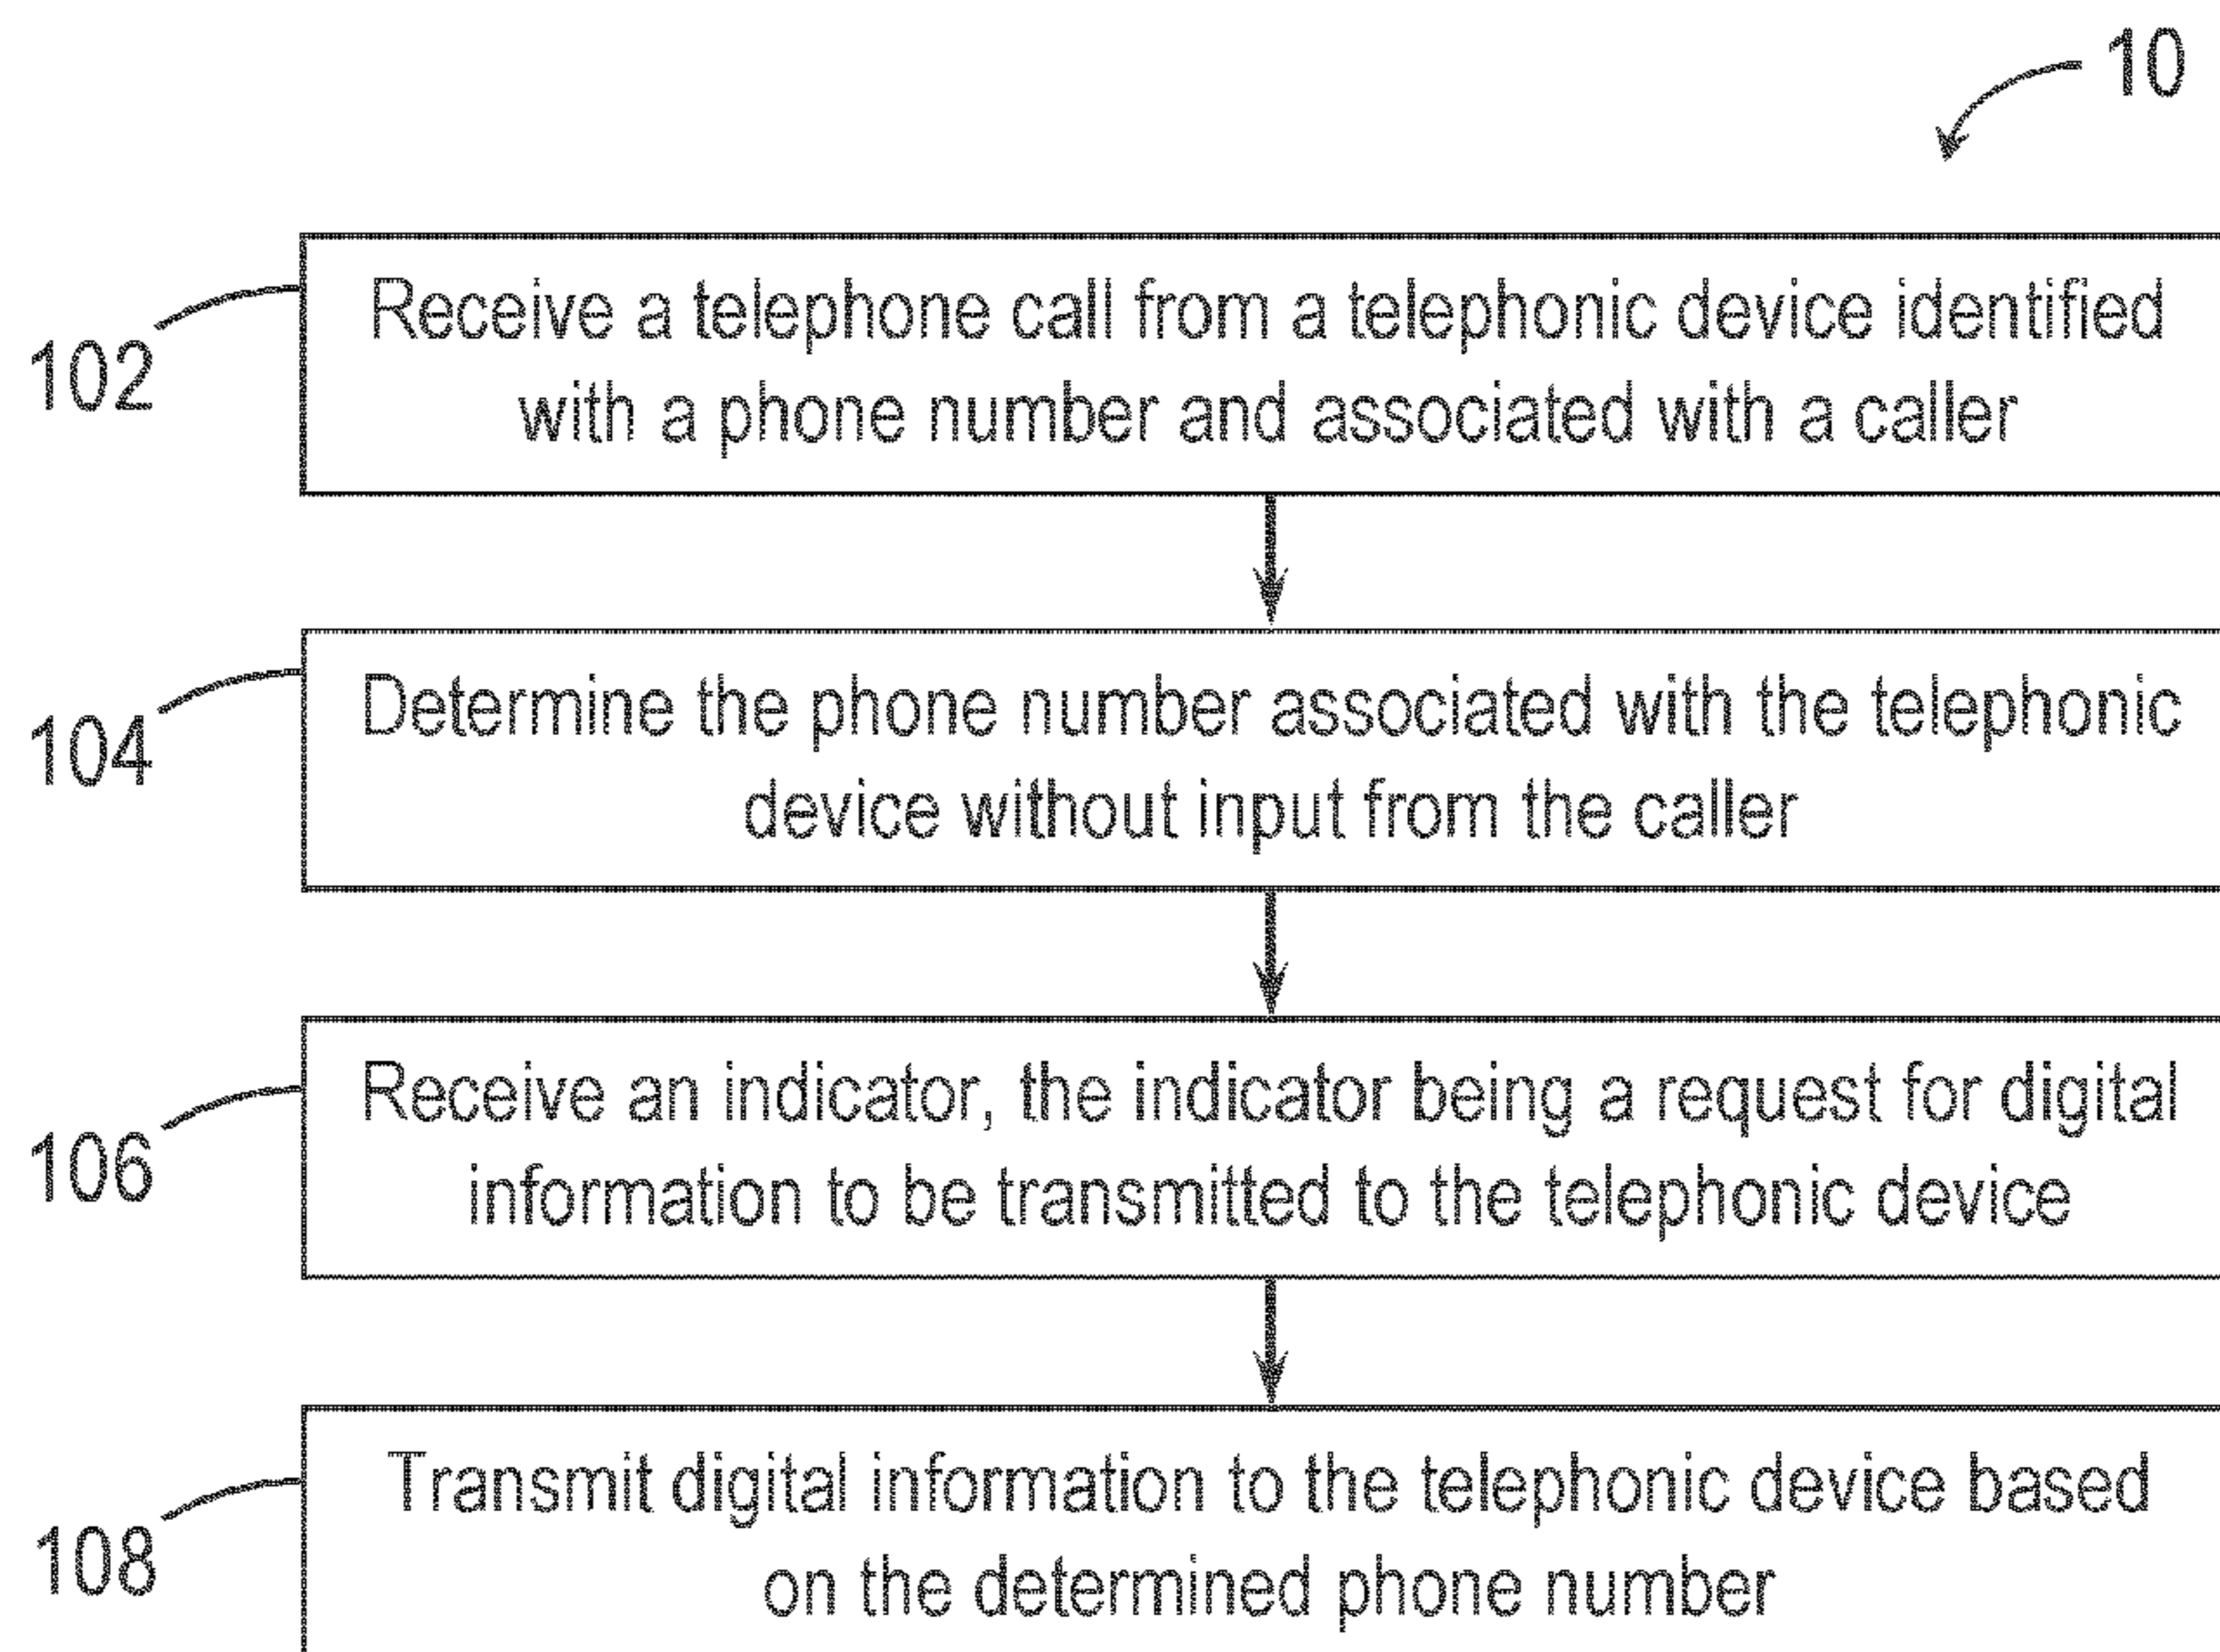 10
102
Receive a telephone call from a telephonic device identified
with a phone number and associated with a caller
104
Determine the phone number associated with the telephonic
device without input from the caller
106
Receive an indicator, the indicator being a request for digital
information to be transmitted to the telephonic device
108
Transmit digital information to the telephonic device based
on the determined phone number